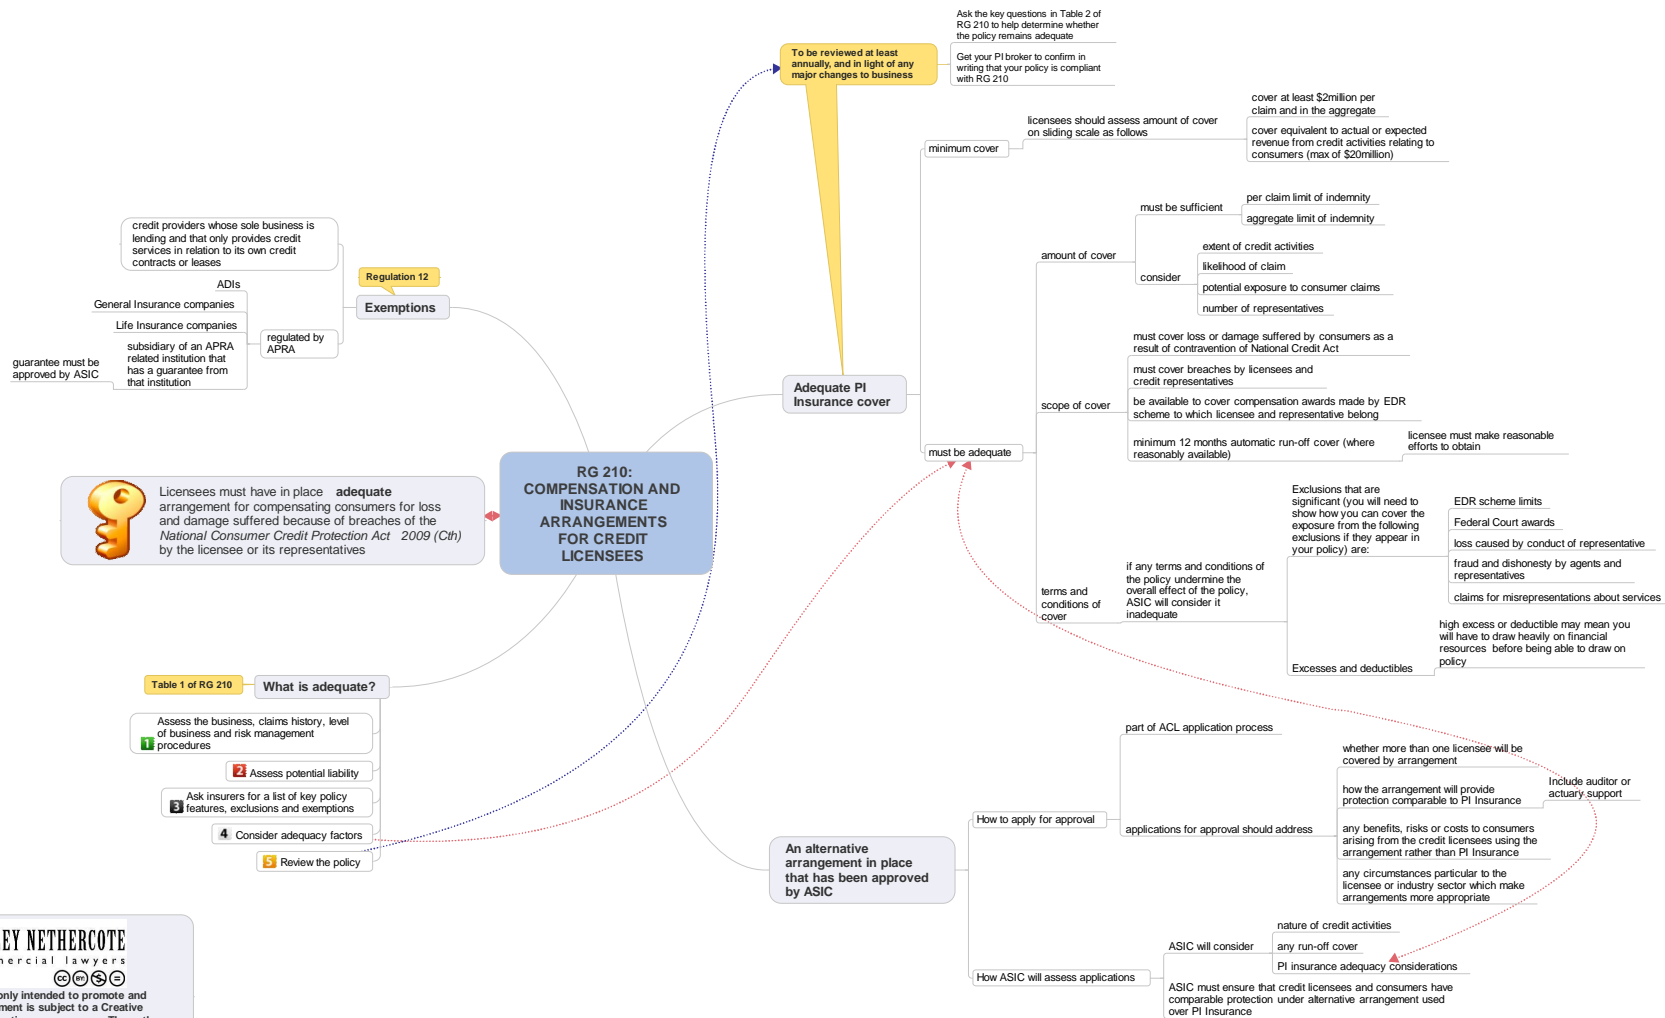 RG 210:
COMPENSATION AND
INSURANCE
ARRANGEMENTS
FOR CREDIT
LICENSEES
Licensees must have in place adequate
arrangement for compensating consumers for loss
and damage suffered because of breaches of the
National Consumer Credit Protection Act 2009 (Cth)
by the licensee or its representatives
Regulation 12
Exemptions
credit providers whose sole business is
lending and that only provides credit
services in relation to its own credit
contracts or leases
regulated by
APRA
ADIs
General Insurance companies
Life Insurance companies
subsidiary of an APRA
related institution that
has a guarantee from
that institution
guarantee must be
approved by ASIC
Table 1 of RG 210
What is adequate?
Assess the business, claims history, level
of business and risk management
1 procedures
2 Assess potential liability
Ask insurers for a list of key policy
3 features, exclusions and exemptions
4 Consider adequacy factors
5 Review the policy
To be reviewed at least
annually, and in light of any
major changes to business
Ask the key questions in Table 2 of
RG 210 to help determine whether
the policy remains adequate
Get your PI broker to confirm in
writing that your policy is compliant
with RG 210
Adequate PI
Insurance cover
minimum cover
licensees should assess amount of cover
on sliding scale as follows
cover at least $2million per
claim and in the aggregate
cover equivalent to actual or expected
revenue from credit activities relating to
consumers (max of $20million)
must be adequate
amount of cover
must be sufficient
per claim limit of indemnity
aggregate limit of indemnity
consider
extent of credit activities
likelihood of claim
potential exposure to consumer claims
number of representatives
scope of cover
must cover loss or damage suffered by consumers as a
result of contravention of National Credit Act
must cover breaches by licensees and
credit representatives
be available to cover compensation awards made by EDR
scheme to which licensee and representative belong
minimum 12 months automatic run-off cover (where
reasonably available)
licensee must make reasonable
efforts to obtain
terms and
conditions of
cover
if any terms and conditions of
the policy undermine the
overall effect of the policy,
ASIC will consider it
inadequate
Exclusions that are
significant (you will need to
show how you can cover the
exposure from the following
exclusions if they appear in
your policy) are:
EDR scheme limits
Federal Court awards
loss caused by conduct of representative
fraud and dishonesty by agents and
representatives
claims for misrepresentations about services
Excesses and deductibles
high excess or deductible may mean you
will have to draw heavily on financial
resources before being able to draw on
policy
An alternative
arrangement in place
that has been approved
by ASIC
How to apply for approval
part of ACL application process
applications for approval should address
whether more than one licensee will be
covered by arrangement
how the arrangement will provide
protection comparable to PI Insurance
Include auditor or
actuary support
any benefits, risks or costs to consumers
arising from the credit licensees using the
arrangement rather than PI Insurance
any circumstances particular to the
licensee or industry sector which make
arrangements more appropriate
How ASIC will assess applications
ASIC will consider
nature of credit activities
any run-off cover
PI insurance adequacy considerations
ASIC must ensure that credit licensees and consumers have
comparable protection under alternative arrangement used
over PI Insurance
EY NETHERCOTE
mercial lawyers
cc BY: $ =
only intended to promote and
ment is subject to a Creative